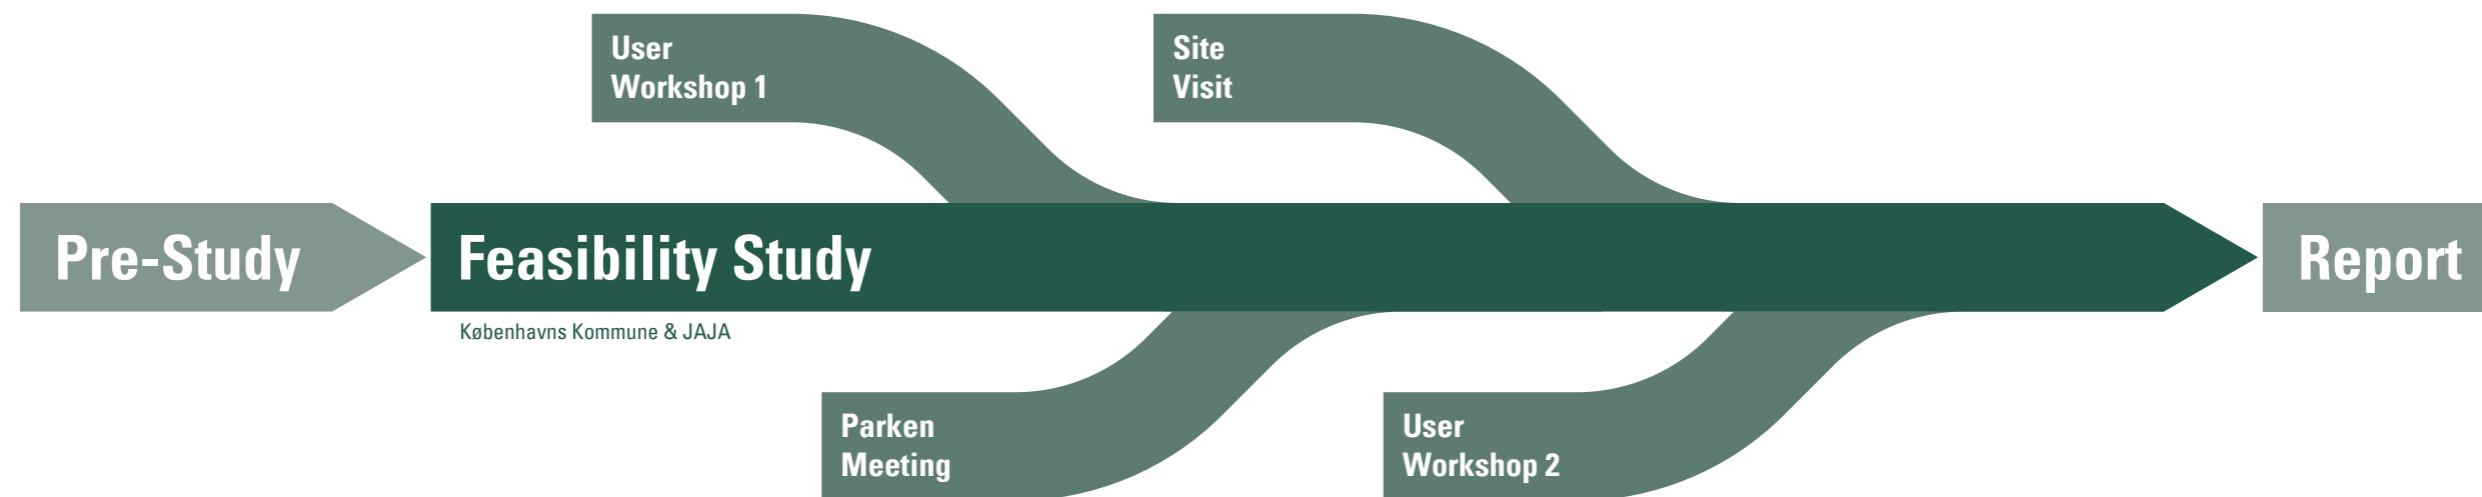 User
Workshop 1
Site
Visit
Pre-Study
Feasibility Study
Report
Københavns Kommune & JAJA
Parken
Meeting
User
Workshop 2